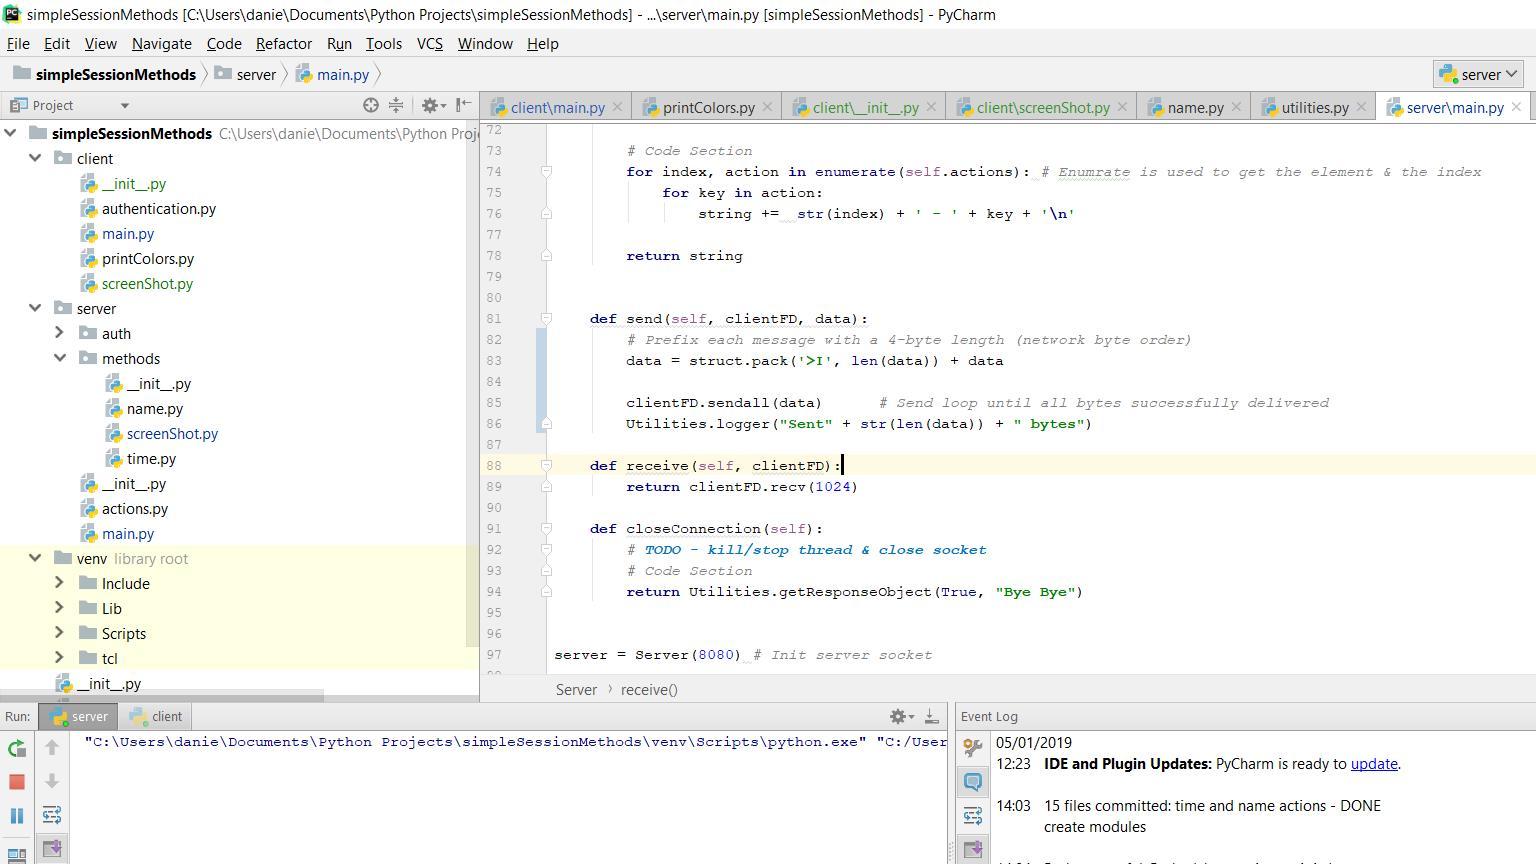 simpleSessionMethods [C:\Users\danie\Documents\Python Projects\simpleSessionMethods] - ...\server\main.py [simpleSessionMethods] - PyCharm
File Edit View Navigate Code Refactor Run Tools VCS Window Help
simpleSessionMethods server main.py server
Project
client\main.py printColors.py client\__init__.py client\screenShot.py name.py utilities.py server\main.py
simpleSessionMethods C:\Users\danie\Documents\Python Proj
client
__init__.py
authentication.py
main.py
printColors.py
screenShot.py
server
auth
methods
__init__.py
name.py
screenShot.py
time.py
__init__.py
actions.py
main.py
venv library root
Include
Lib
Scripts
tcl
__init__.py
72
73 # Code Section
74 for index, action in enumerate(self.actions): # Enumrate is used to get the element & the index
75 for key in action:
76 string += str(index) + ' - ' + key + '\n'
77
78 return string
79
80
81 def send(self, clientFD, data):
82 # Prefix each message with a 4-byte length (network byte order)
83 data = struct.pack('>I', len(data)) + data
84
85 clientFD.sendall(data) # Send loop until all bytes successfully delivered
86 Utilities.logger("Sent" + str(len(data)) + " bytes")
87
88 def receive(self, clientFD):
89 return clientFD.recv(1024)
90
91 def closeConnection(self):
92 # TODO - kill/stop thread & close socket
93 # Code Section
94 return Utilities.getResponseObject(True, "Bye Bye")
95
96
97 server = Server(8080) # Init server socket
Server › receive()
Run: server client
"C:\Users\danie\Documents\Python Projects\simpleSessionMethods\venv\Scripts\python.exe" "C:/User
Event Log
05/01/2019
12:23 IDE and Plugin Updates: PyCharm is ready to update.
14:03 15 files committed: time and name actions - DONE
create modules